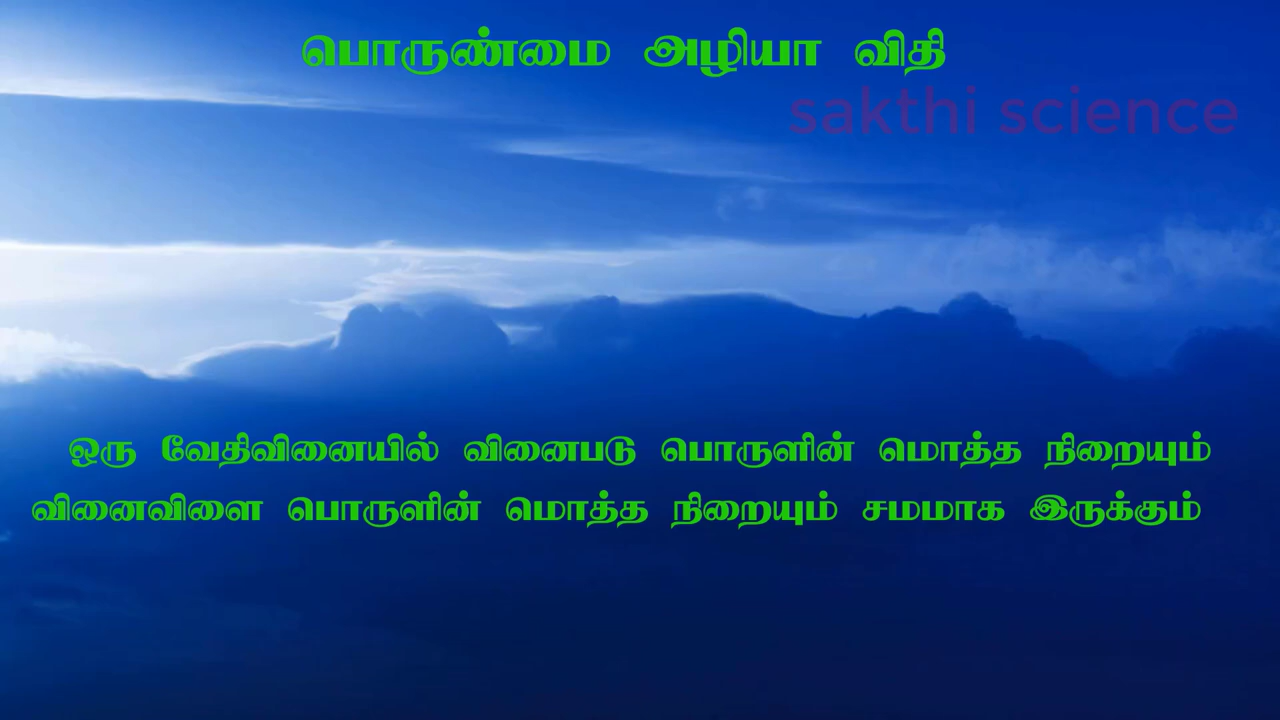 பொருண்மை அழியா விதி
sakthi science
ஒரு வேதிவினையில் வினைபடு பொருளின் மொத்த நிறையும்
வினைவிளை பொருளின் மொத்த நிறையும் சமமாக இருக்கும்